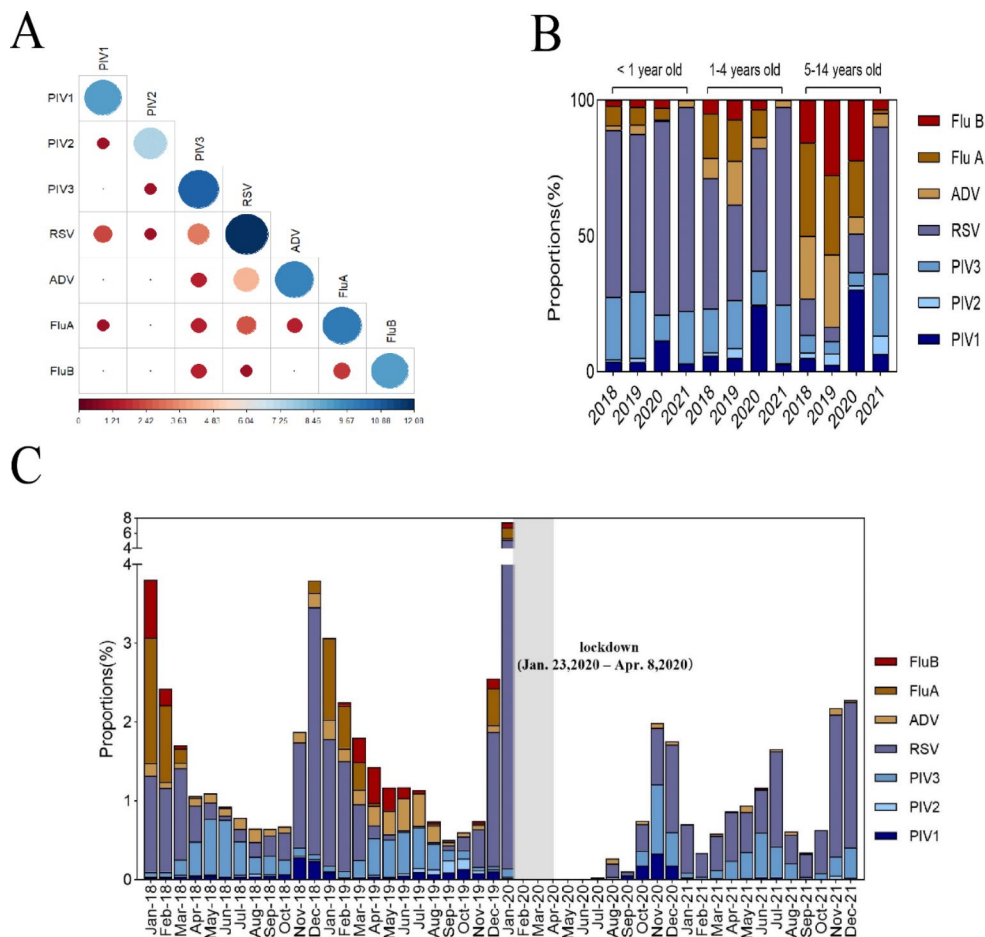 A
PIV1
PIV2
PIV3
RSV
ADV
FluA
FluB
PIV1
PIV2
PIV3
RSV
ADV
FluA
FluB
0 1.21 2.42 3.63 4.84 6.04 7.25 8.46 9.67 10.88 12.08
B
< 1 year old 1-4 years old 5-14 years old
Proportions(%)
100
50
0
2018 2019 2020 2021 2018 2019 2020 2021 2018 2019 2020 2021
Flu B
Flu A
ADV
RSV
PIV3
PIV2
PIV1
C
Proportions(%)
8
6
4
4
3
2
1
0
lockdown
(Jan. 23,2020 – Apr. 8,2020)
Jan-18 Feb-18 Mar-18 Apr-18 May-18 Jun-18 Jul-18 Aug-18 Sep-18 Oct-18 Nov-18 Dec-18 Jan-19 Feb-19 Mar-19 Apr-19 May-19 Jun-19 Jul-19 Aug-19 Sep-19 Oct-19 Nov-19 Dec-19 Jan-20 Feb-20 Mar-20 Apr-20 May-20 Jun-20 Jul-20 Aug-20 Sep-20 Oct-20 Nov-20 Dec-20 Jan-21 Feb-21 Mar-21 Apr-21 May-21 Jun-21 Jul-21 Aug-21 Sep-21 Oct-21 Nov-21 Dec-21
FluB
FluA
ADV
RSV
PIV3
PIV2
PIV1